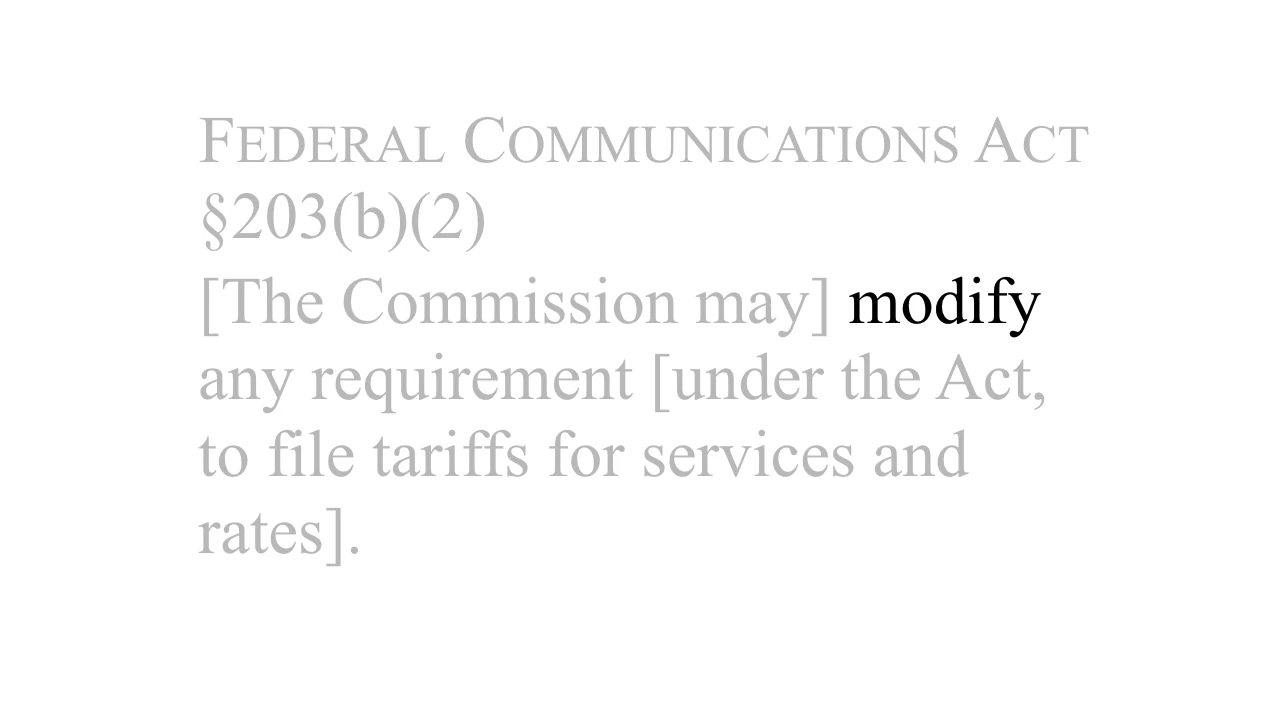 FEDERAL COMMUNICATIONS ACT
§203(b)(2)
[The Commission may] modify
any requirement [under the Act,
to file tariffs for services and
rates].